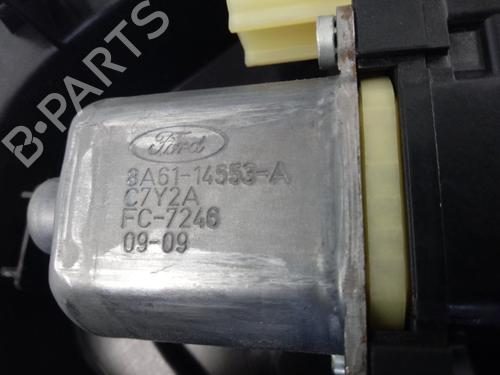 B-PARTS
Ford
8A61-14553-A
C7Y2A
FC-7246
09-09